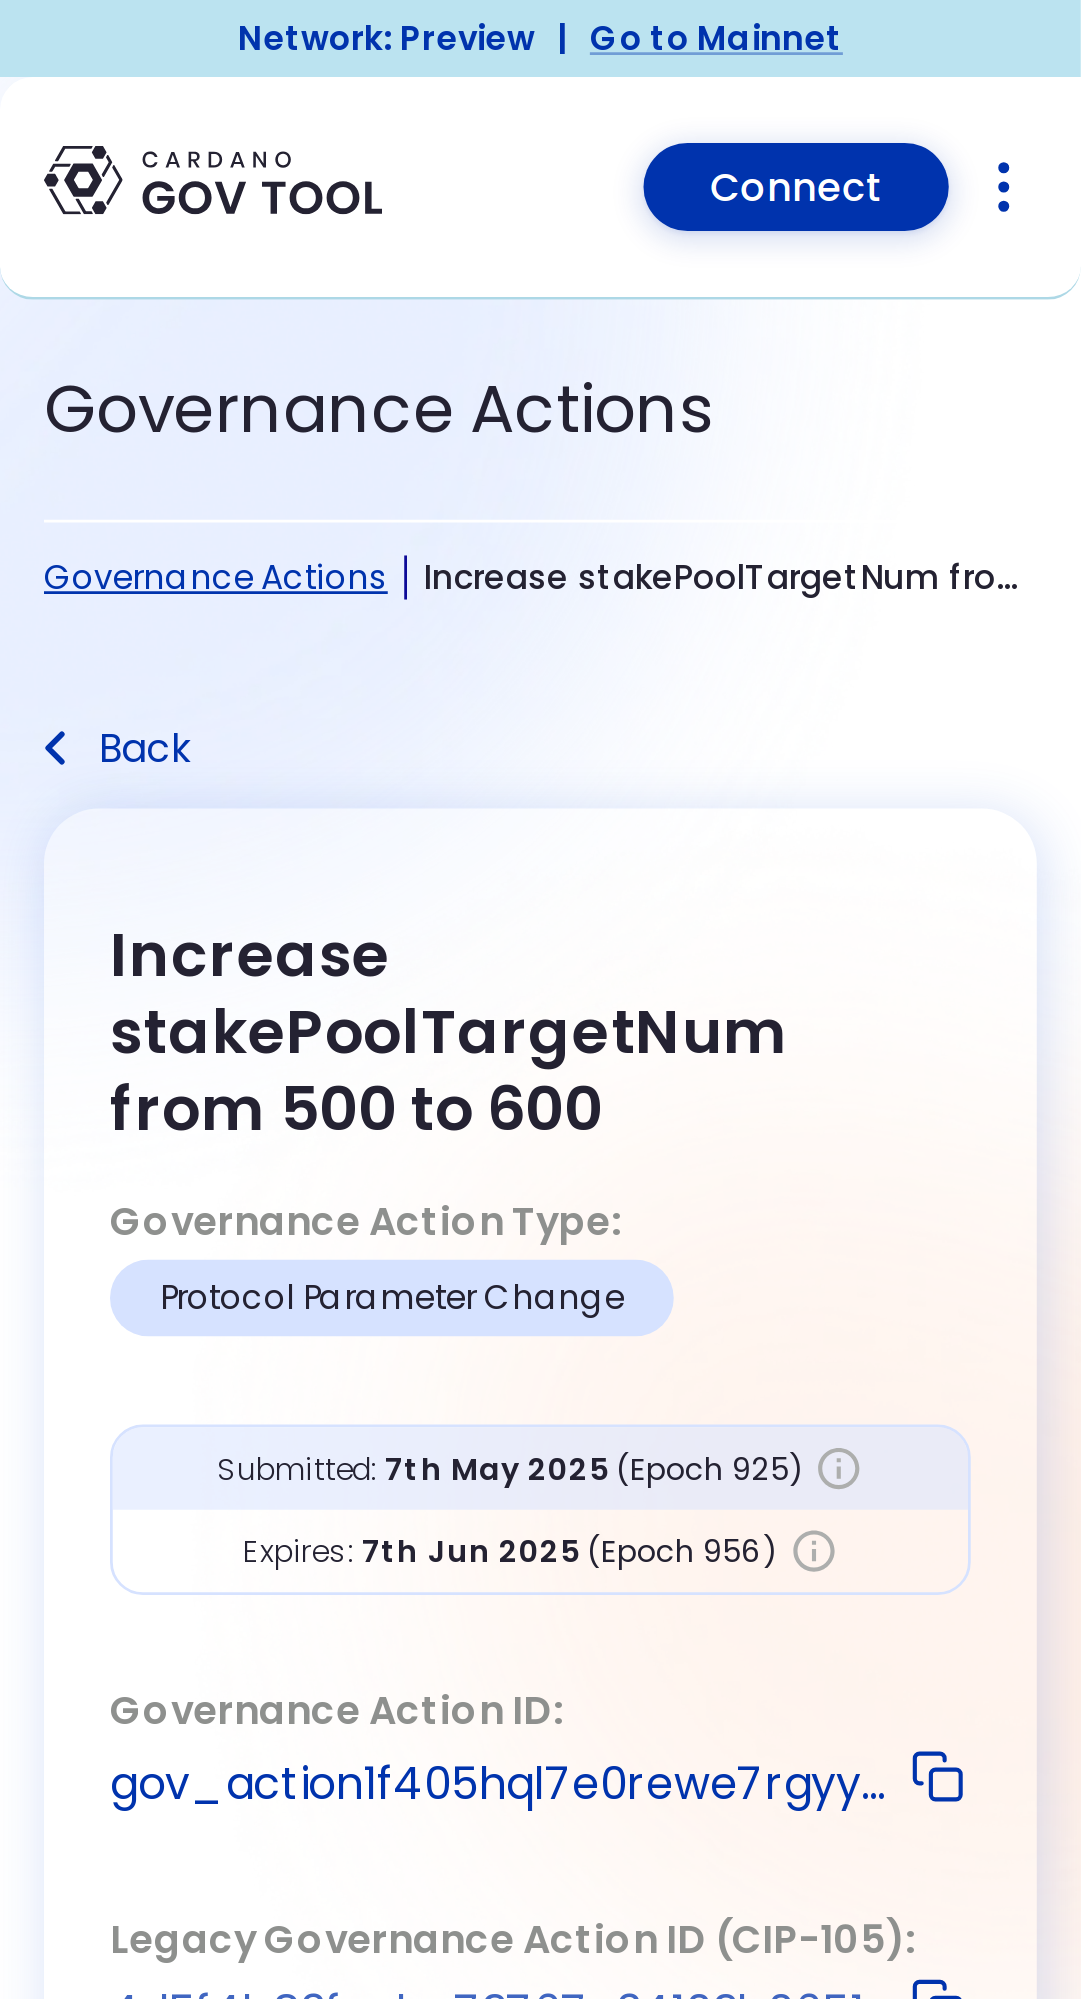 Network: Preview | Go to Mainnet
CARDANO
GOV TOOL
Connect
Governance Actions
Governance Actions | Increase stakePoolTargetNum fro...
Back
Increase
stakePoolTargetNum
from 500 to 600
Governance Action Type:
Protocol Parameter Change
Submitted: 7th May 2025 (Epoch 925)
Expires: 7th Jun 2025 (Epoch 956)
Governance Action ID:
gov_action1f405hql7e0rewe7rgyy...
Legacy Governance Action ID (CIP-105):